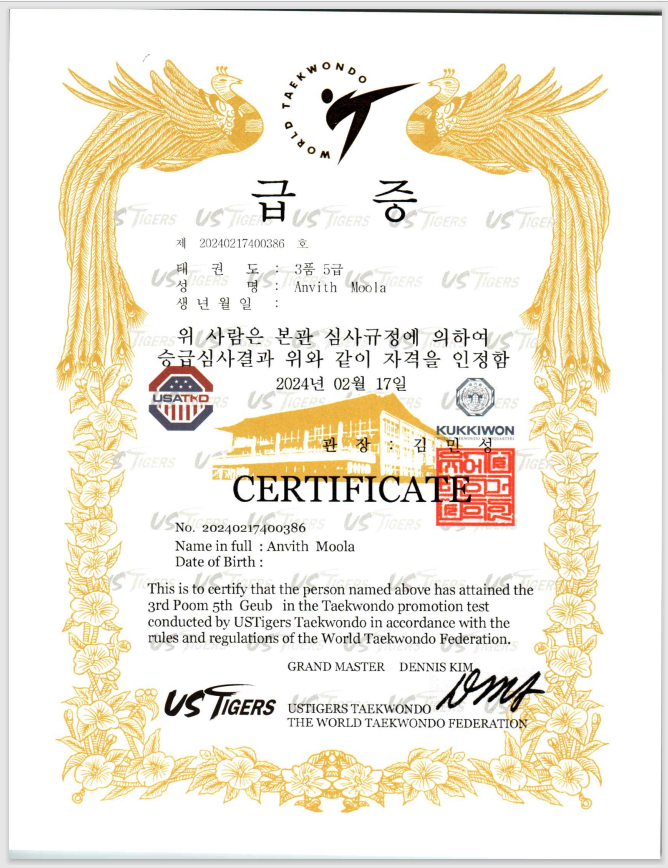 WORLD TAEKWONDO
급 증
제 20240217400386 호
태 권 도 : 3품 5급
성 명 : Anvith Moola
생 년 월 일 :
위 사람은 본관 심사규정에 의하여
승급심사결과 위와 같이 자격을 인정함
2024년 02월 17일
USATKD
KUKKIWON
관 장 : 김 민 성
CERTIFICATE
No. 20240217400386
Name in full : Anvith Moola
Date of Birth :
This is to certify that the person named above has attained the
3rd Poom 5th Geub in the Taekwondo promotion test
conducted by USTigers Taekwondo in accordance with the
rules and regulations of the World Taekwondo Federation.
GRAND MASTER DENNIS KIM
US TIGERS
USTIGERS TAEKWONDO
THE WORLD TAEKWONDO FEDERATION